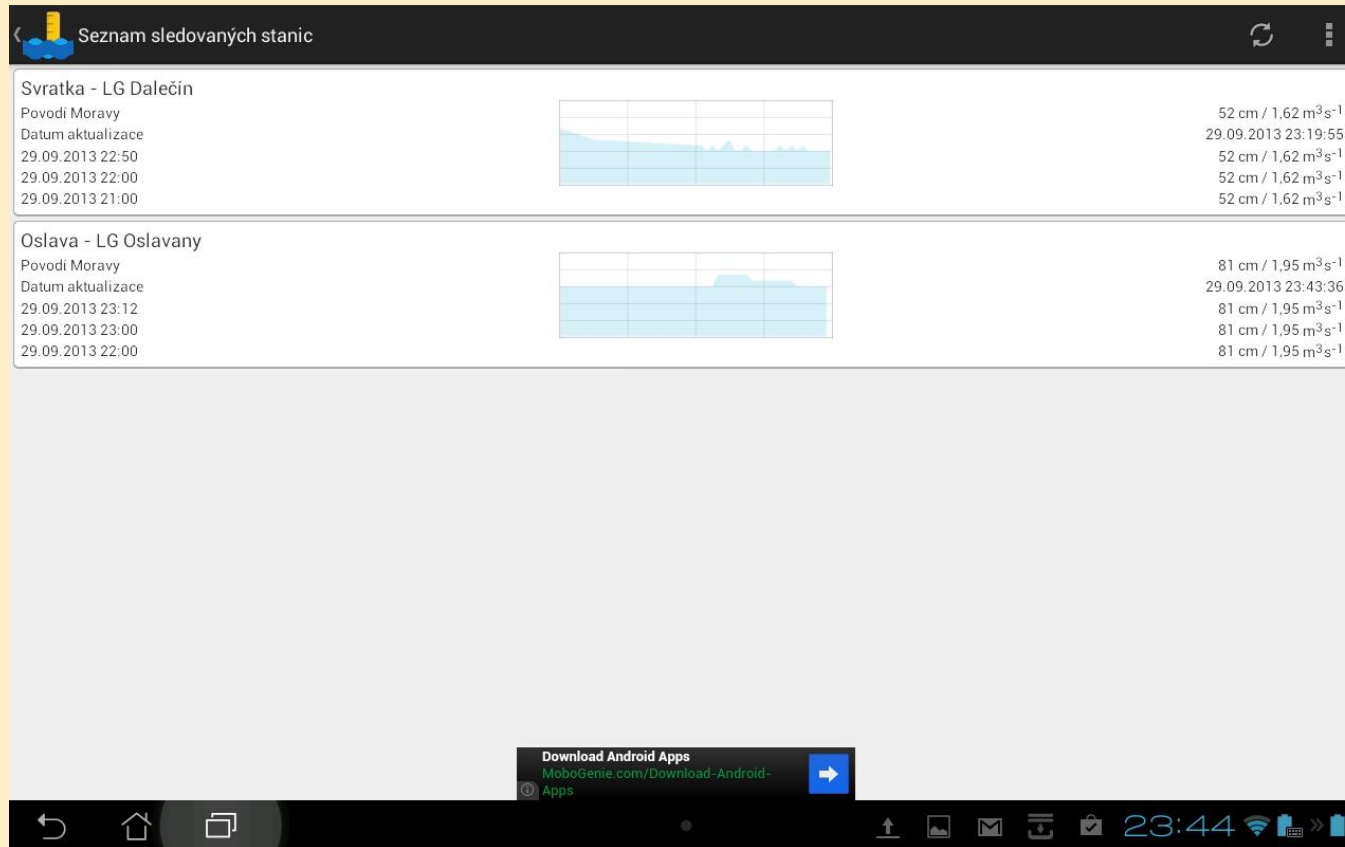 Seznam sledovaných stanic
Svratka - LG Dalečín
Povodí Moravy 52 cm / 1,62 m³s⁻¹
Datum aktualizace 29.09.2013 23:19:55
29.09.2013 22:50 52 cm / 1,62 m³s⁻¹
29.09.2013 22:00 52 cm / 1,62 m³s⁻¹
29.09.2013 21:00 52 cm / 1,62 m³s⁻¹
Oslava - LG Oslavany
Povodí Moravy 81 cm / 1,95 m³s⁻¹
Datum aktualizace 29.09.2013 23:43:36
29.09.2013 23:12 81 cm / 1,95 m³s⁻¹
29.09.2013 23:00 81 cm / 1,95 m³s⁻¹
29.09.2013 22:00 81 cm / 1,95 m³s⁻¹
Download Android Apps
MoboGenie.com/Download-Android-
Apps
23:44